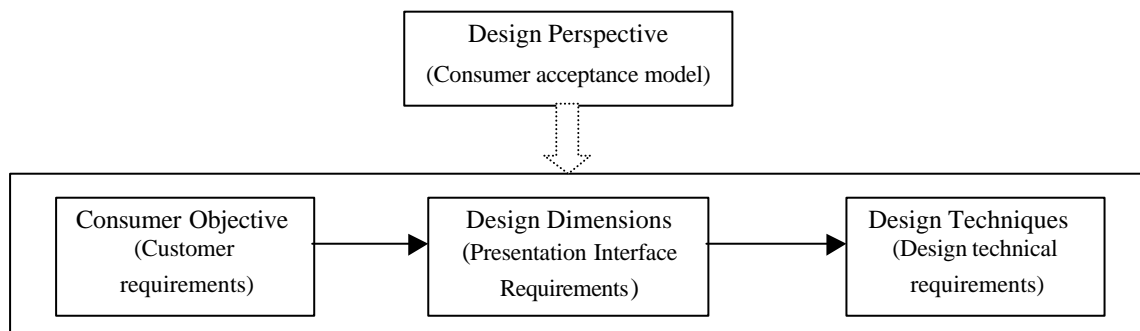 Design Perspective
(Consumer acceptance model)
Consumer Objective
(Customer
requirements)
Design Dimensions
(Presentation Interface
Requirements)
Design Techniques
(Design technical
requirements)